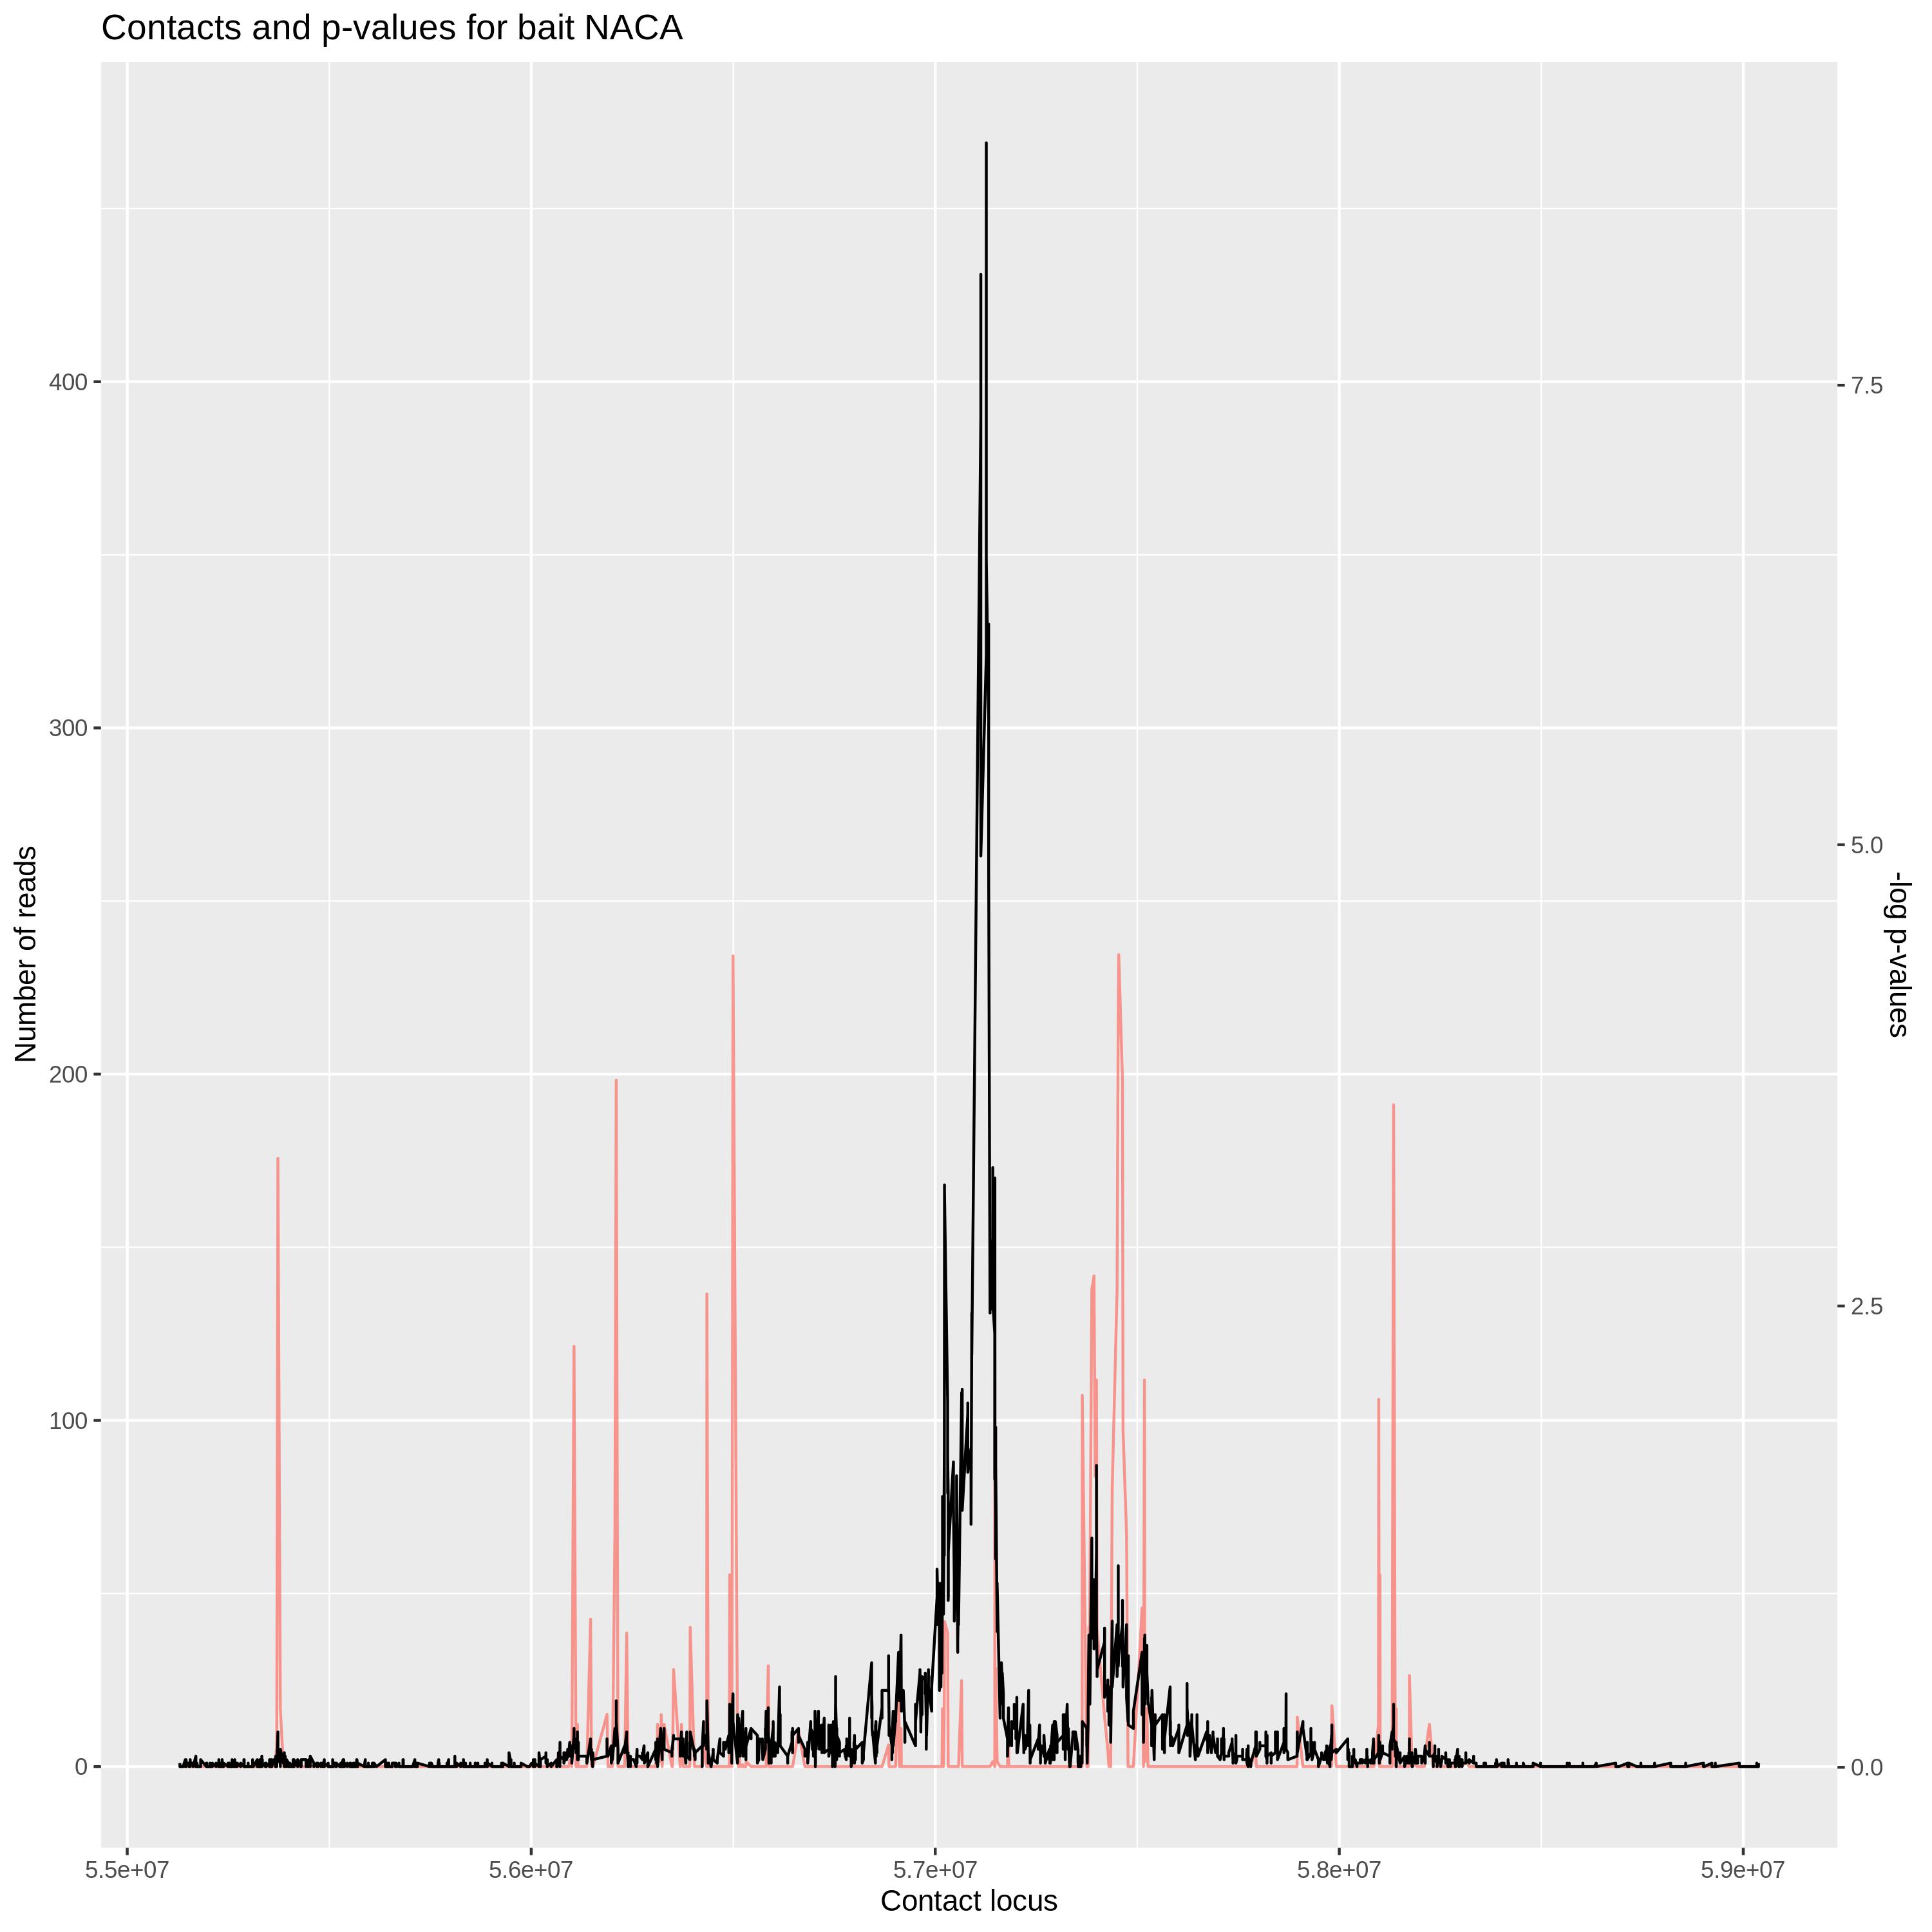 Contacts and p-values for bait NACA
Number of reads
400
300
200
100
0
7.5
5.0
2.5
0.0
-log p-values
5.5e+07 5.6e+07 5.7e+07 5.8e+07 5.9e+07
Contact locus